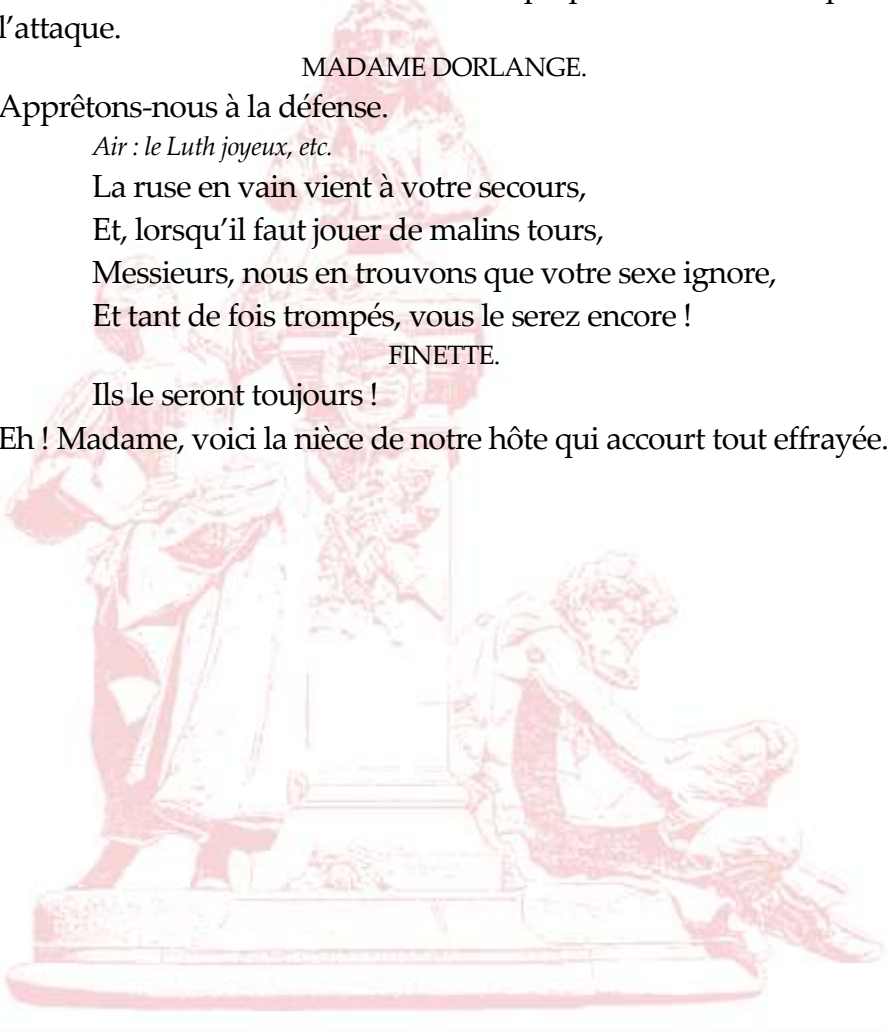 l’attaque.
MADAME DORLANGE.
Apprêtons-nous à la défense.
Air : le Luth joyeux, etc.
La ruse en vain vient à votre secours,
Et, lorsqu’il faut jouer de malins tours,
Messieurs, nous en trouvons que votre sexe ignore,
Et tant de fois trompés, vous le serez encore !
FINETTE.
Ils le seront toujours !
Eh ! Madame, voici la nièce de notre hôte qui accourt tout effrayée.